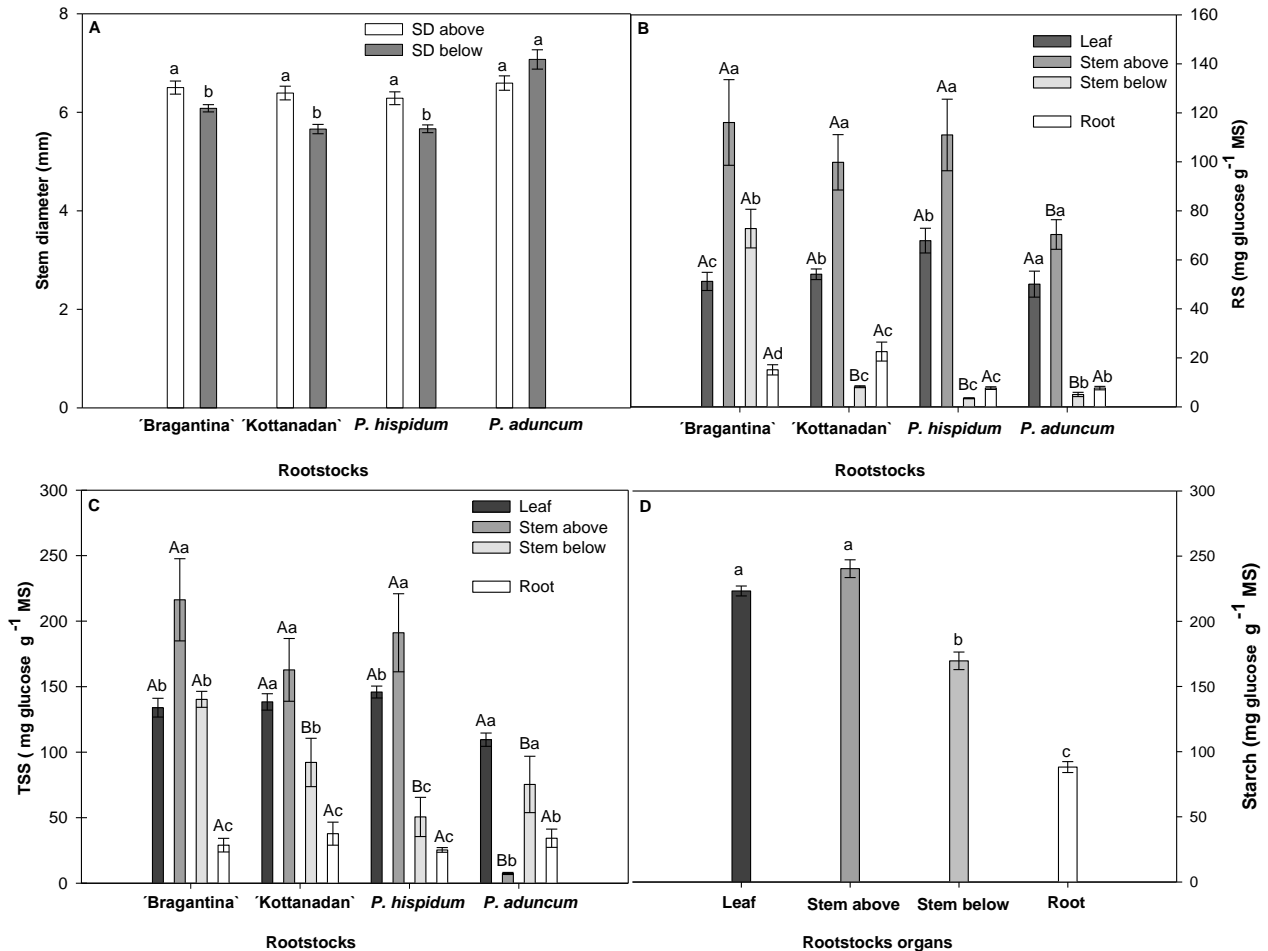 A
SD above
SD below
8
6
4
2
0
Stem diameter (mm)
a
b
a
b
a
b
a
a
´Bragantina` ´Kottanadan` P. hispidum P. aduncum
Rootstocks
B
Leaf
Stem above
Stem below
Root
160
140
120
100
80
60
40
20
0
RS (mg glucose g⁻¹ MS)
Ac
Aa
Ab
Ad
Ab
Aa
Bc
Ac
Ab
Aa
Bc
Ac
Aa
Ba
Bb
Ab
´Bragantina` ´Kottanadan` P. hispidum P. aduncum
Rootstocks
C
Leaf
Stem above
Stem below
Root
300
250
200
150
100
50
0
TSS ( mg glucose g⁻¹ MS)
Ab
Aa
Ab
Ac
Aa
Aa
Bb
Ac
Ab
Aa
Bc
Ac
Aa
Bb
Ba
Ab
´Bragantina` ´Kottanadan` P. hispidum P. aduncum
Rootstocks
D
300
250
200
150
100
50
0
Starch (mg glucose g⁻¹ MS)
a
a
b
c
Leaf Stem above Stem below Root
Rootstocks organs